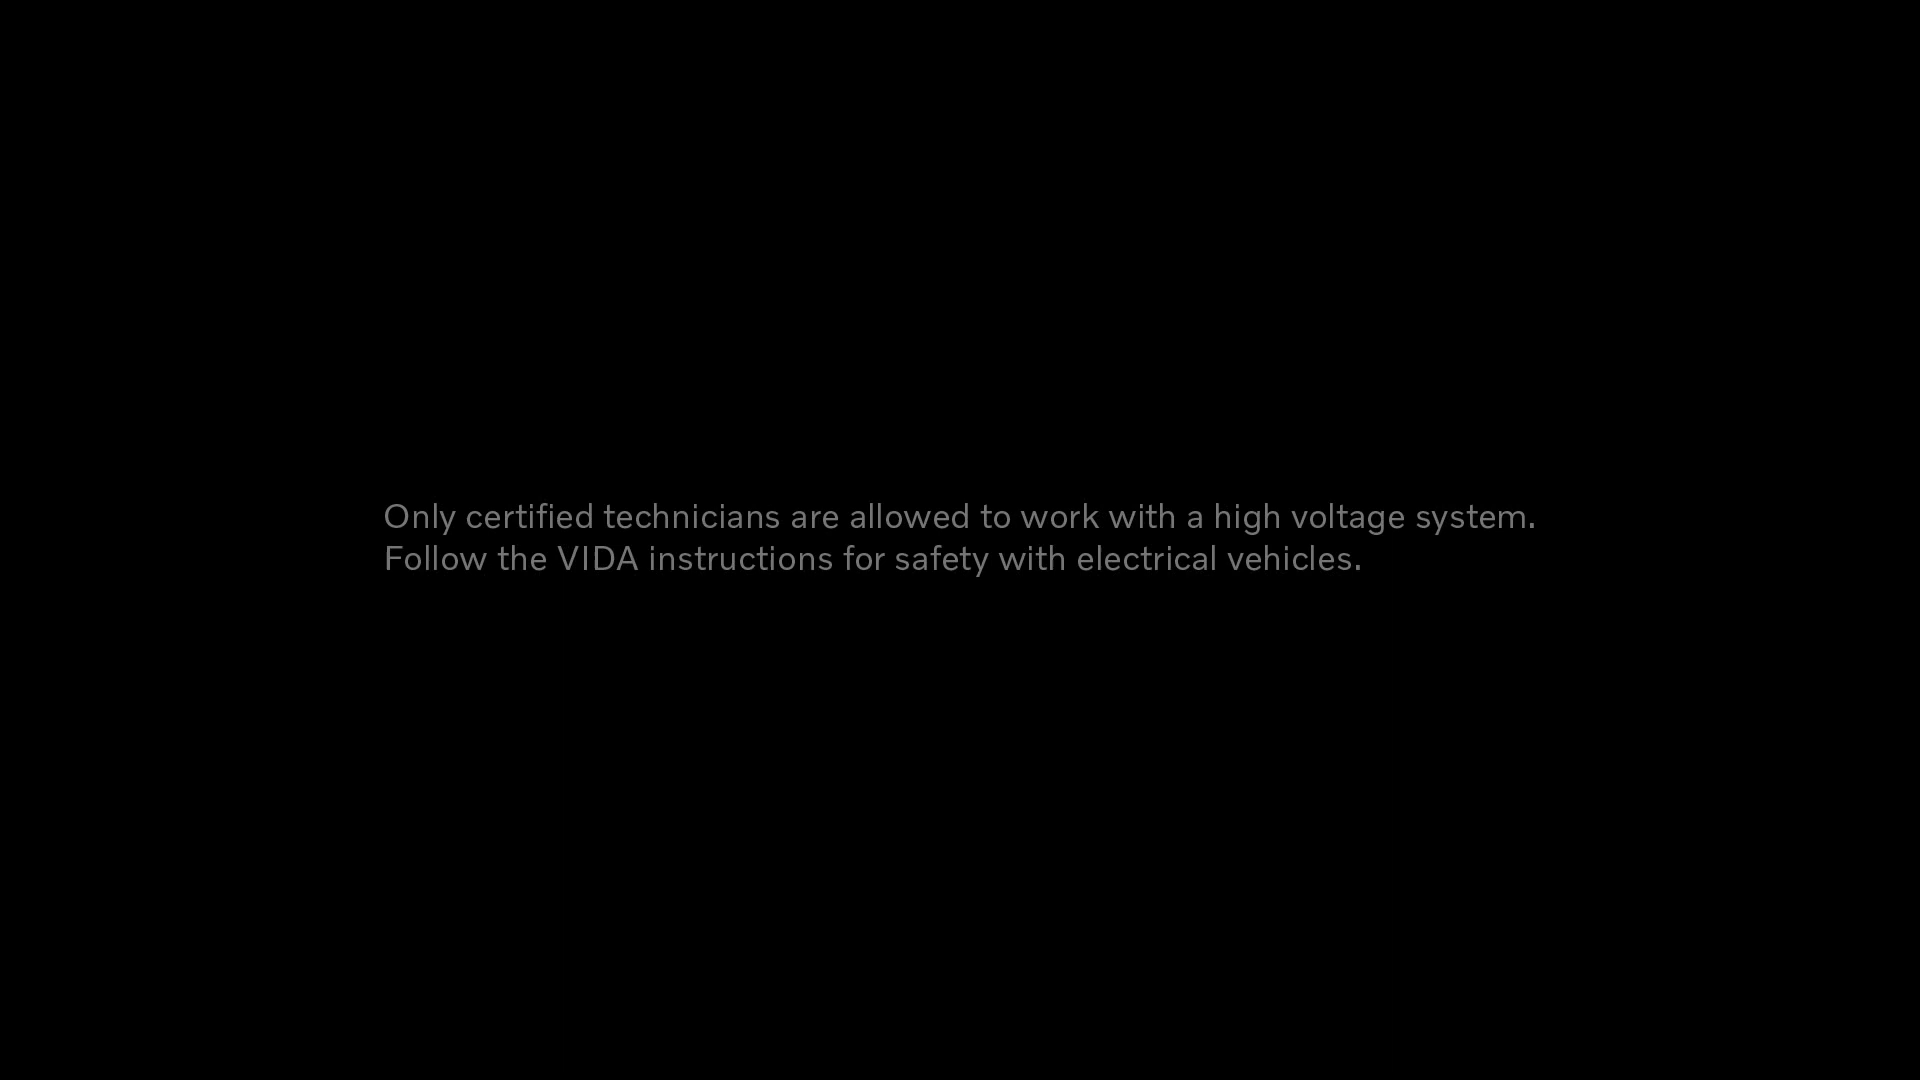 Only certified technicians are allowed to work with a high voltage system.
Follow the VIDA instructions for safety with electrical vehicles.